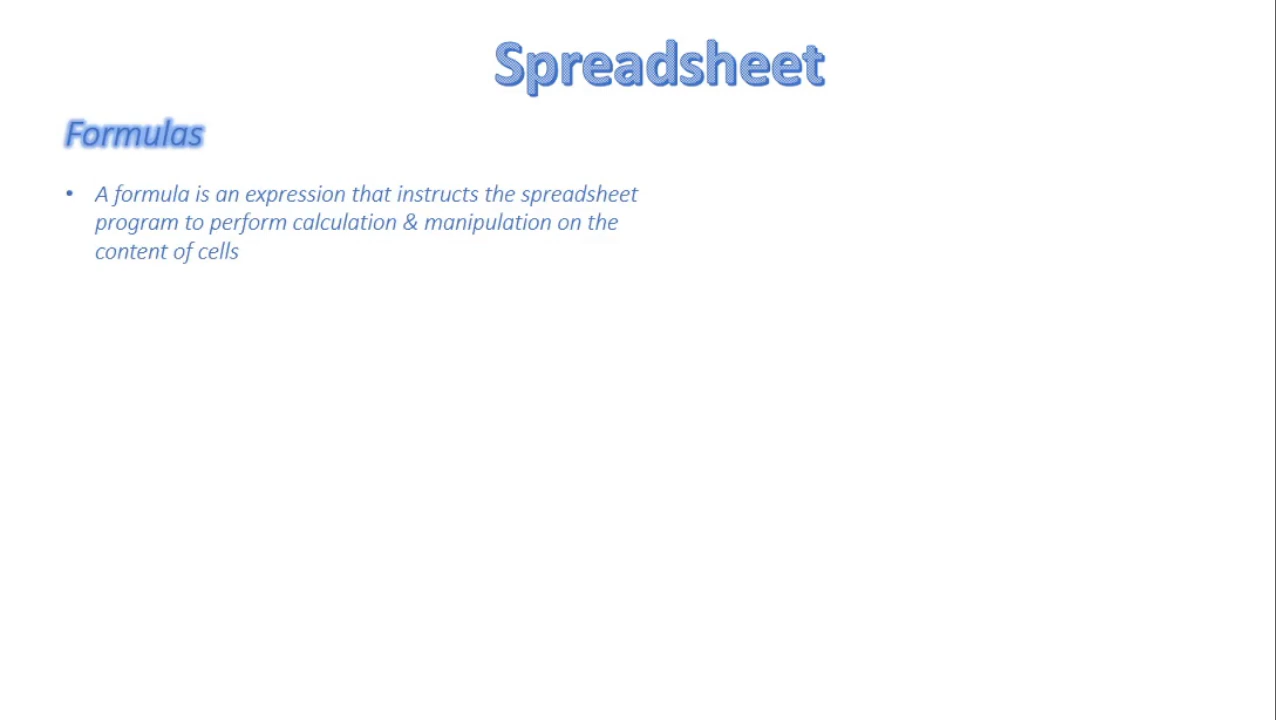 Spreadsheet
Formulas
• A formula is an expression that instructs the spreadsheet
program to perform calculation & manipulation on the
content of cells